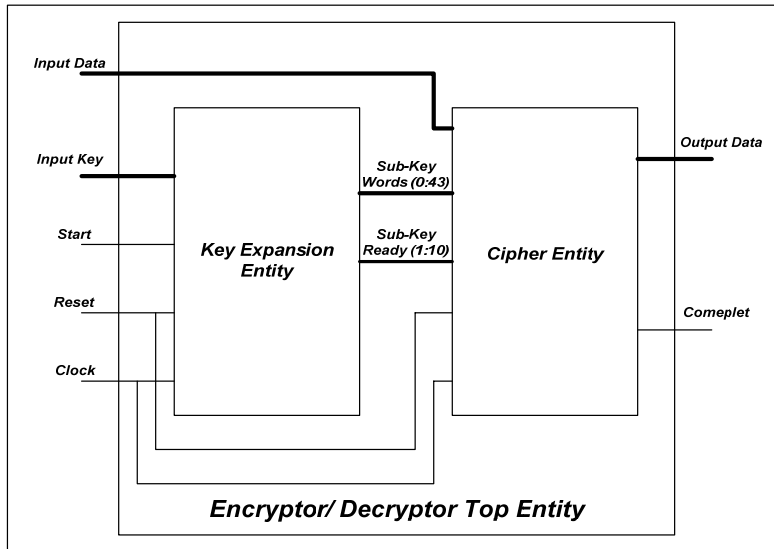 Input Data
Input Key
Start
Reset
Clock
Key Expansion
Entity
Sub-Key
Words (0:43)
Sub-Key
Ready (1:10)
Cipher Entity
Output Data
Comeplet
Encryptor/ Decryptor Top Entity